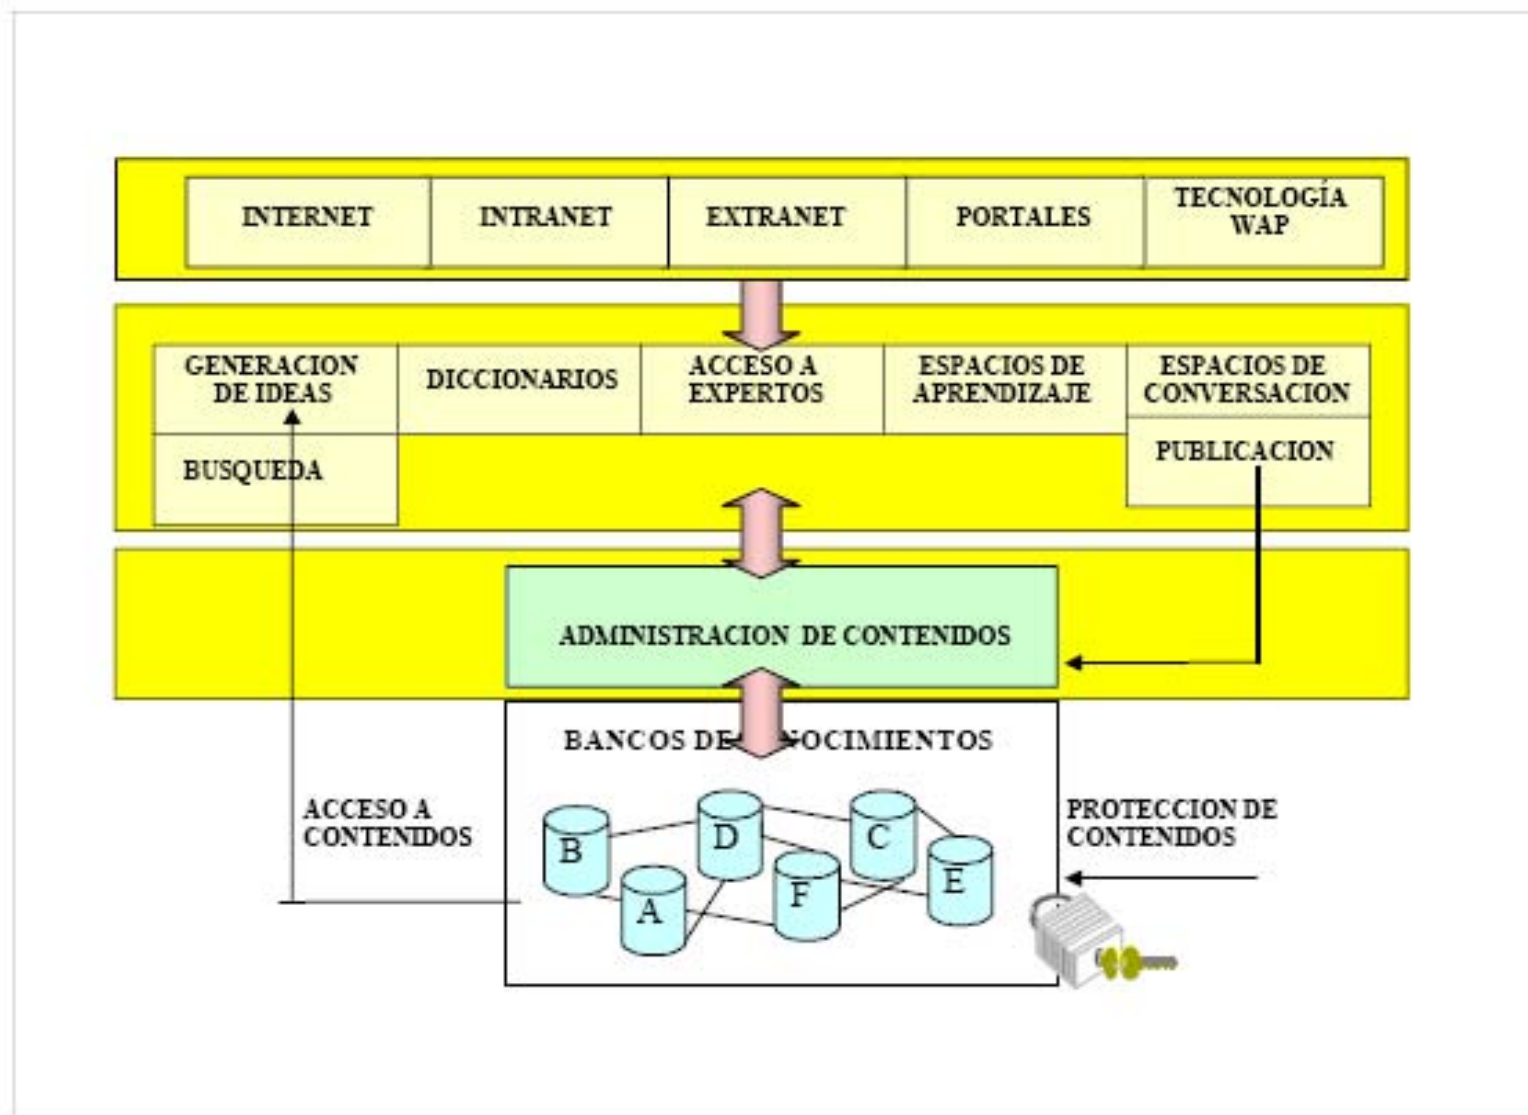 INTERNET
INTRANET
EXTRANET
PORTALES
TECNOLOGÍA
WAP
GENERACION
DE IDEAS
DICCIONARIOS
ACCESO A
EXPERTOS
ESPACIOS DE
APRENDIZAJE
ESPACIOS DE
CONVERSACION
BUSQUEDA
PUBLICACION
ADMINISTRACION DE CONTENIDOS
BANCOS DE NOCIMIENTOS
ACCESO A
CONTENIDOS
PROTECCION DE
CONTENIDOS
B
D
C
A
F
E